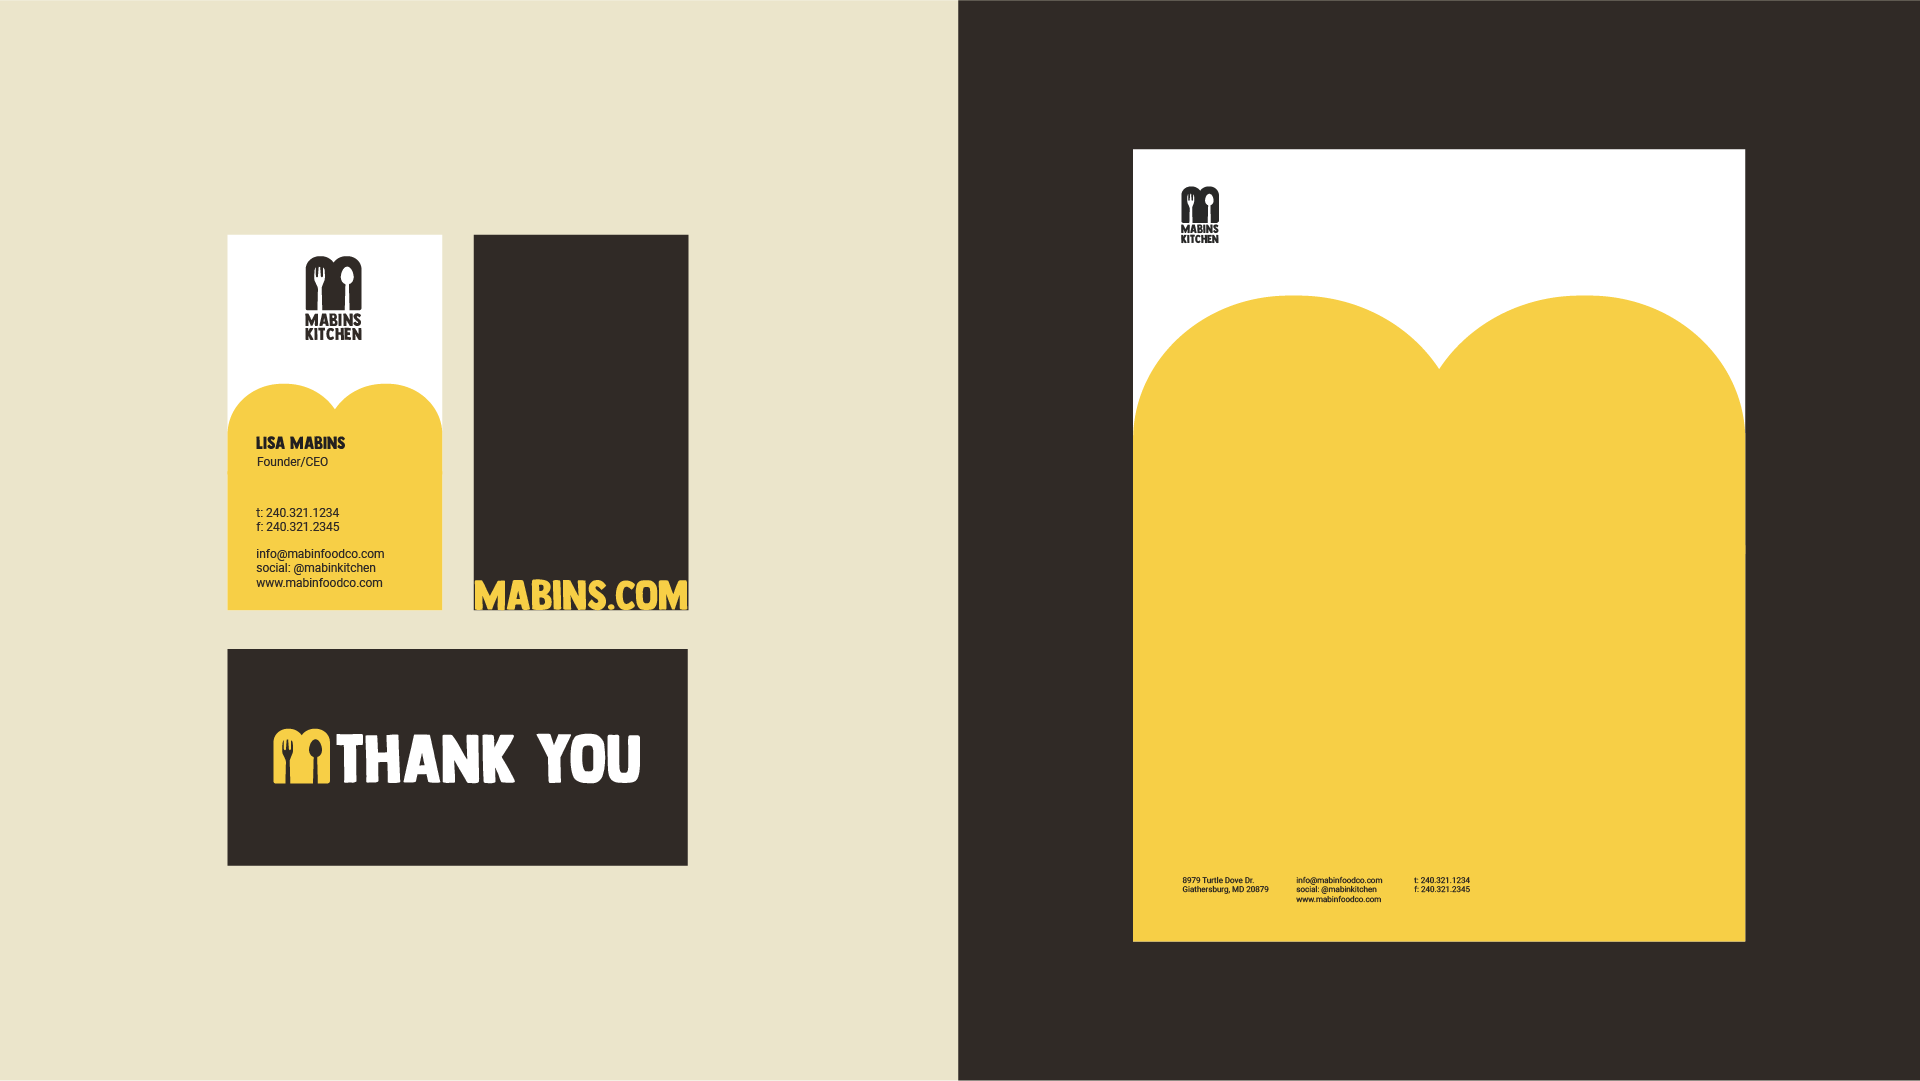 MABINS
KITCHEN
LISA MABINS
Founder/CEO
t: 240.321.1234
f: 240.321.2345
info@mabinfoodco.com
social: @mabinkitchen
www.mabinfoodco.com
MABINS.COM
THANK YOU
MABINS
KITCHEN
8979 Turtle Dove Dr.
Giathersburg, MD 20879
info@mabinfoodco.com
social: @mabinkitchen
www.mabinfoodco.com
t: 240.321.1234
f: 240.321.2345